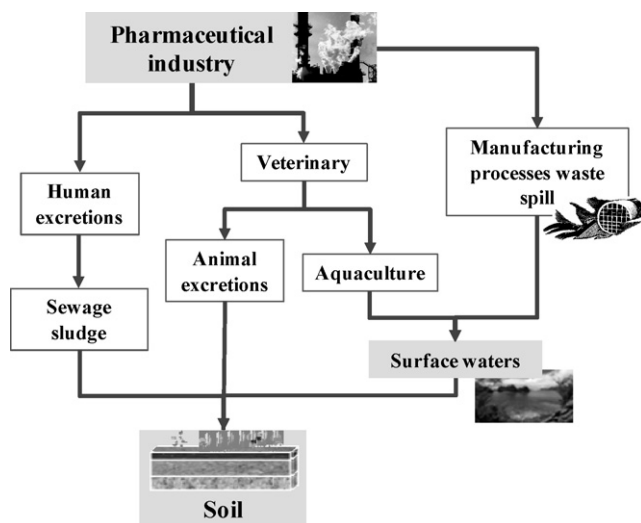 Pharmaceutical
industry
Veterinary
Manufacturing
processes waste
spill
Human
excretions
Animal
excretions
Aquaculture
Sewage
sludge
Surface waters
Soil